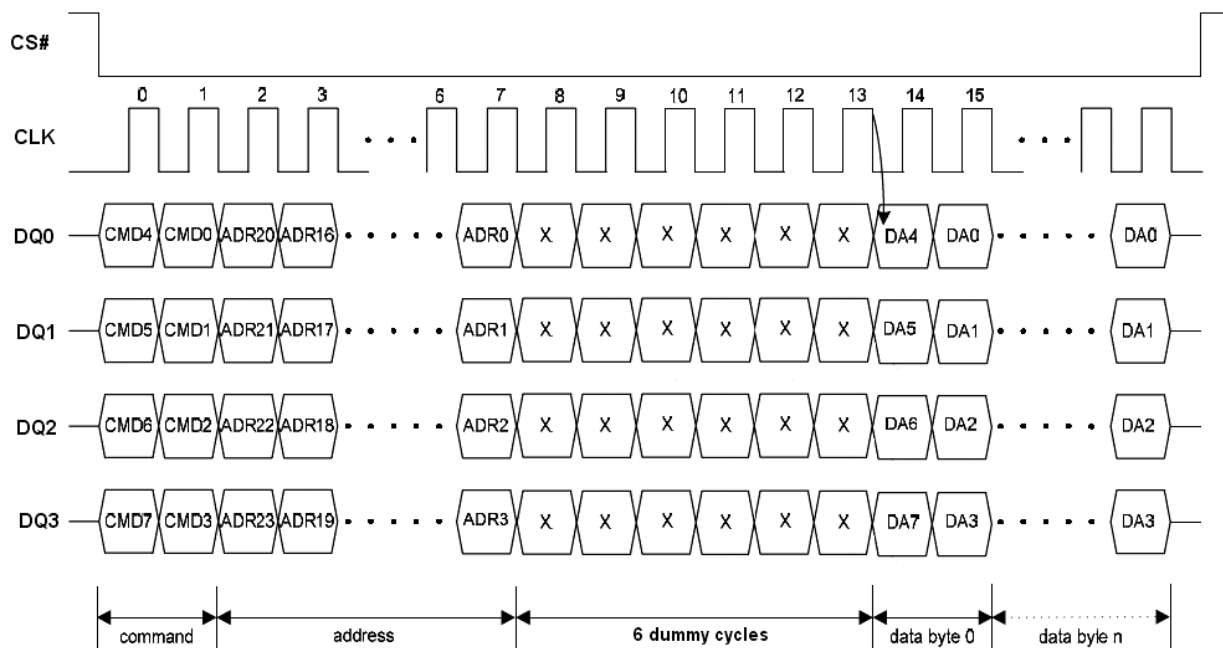 CS#
0 1 2 3 6 7 8 9 10 11 12 13 14 15
CLK
DQ0 CMD4 CMD0 ADR20 ADR16 ADR0 X X X X X X DA4 DA0 DA0
DQ1 CMD5 CMD1 ADR21 ADR17 ADR1 X X X X X X DA5 DA1 DA1
DQ2 CMD6 CMD2 ADR22 ADR18 ADR2 X X X X X X DA6 DA2 DA2
DQ3 CMD7 CMD3 ADR23 ADR19 ADR3 X X X X X X DA7 DA3 DA3
command address 6 dummy cycles data byte 0 data byle n